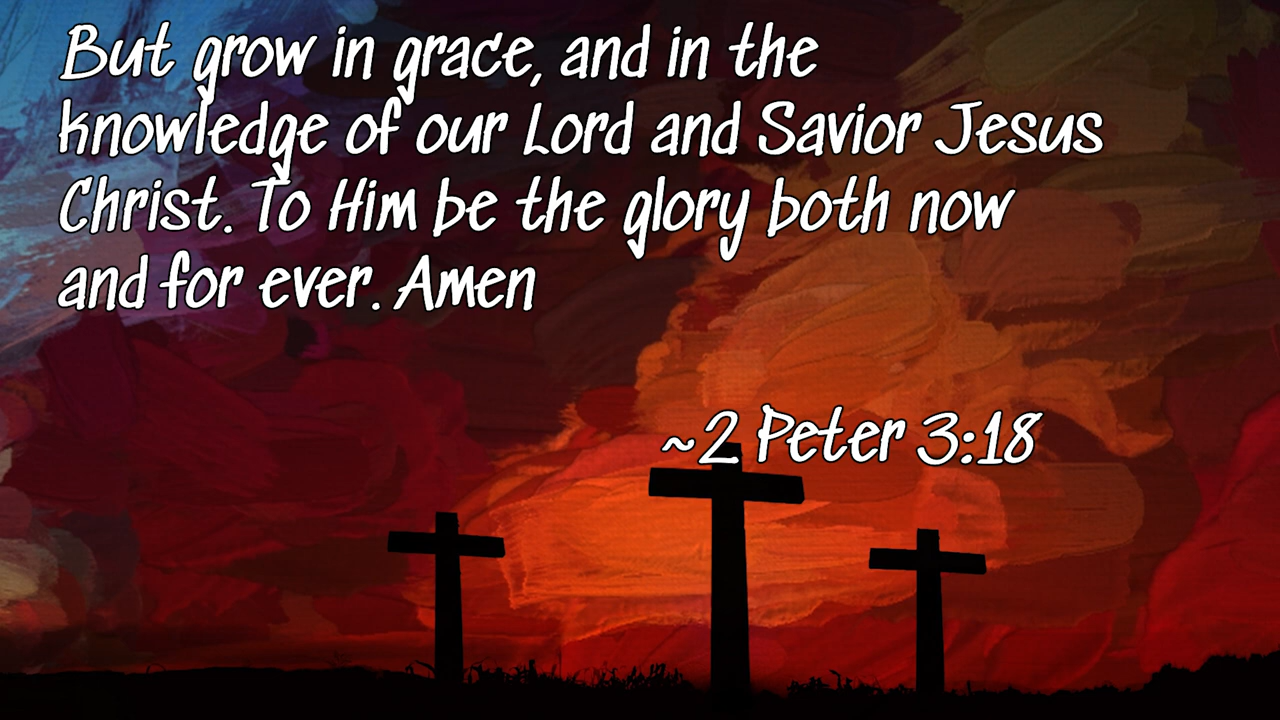 But grow in grace, and in the
knowledge of our Lord and Savior Jesus
Christ. To Him be the glory both now
and for ever. Amen
~2 Peter 3:18